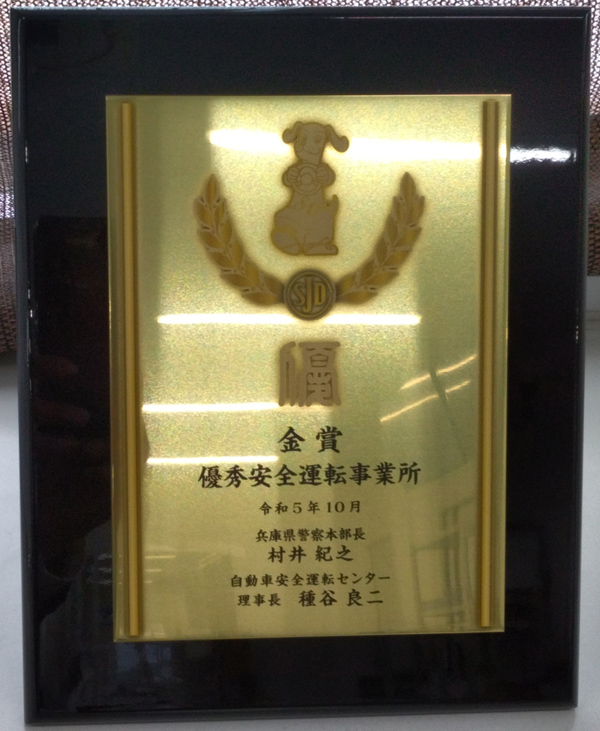 SJD
優
金賞
優秀安全運転事業所
令和5年10月
兵庫県警察本部長
村井 紀之
自動車安全運転センター
理事長 種谷 良二